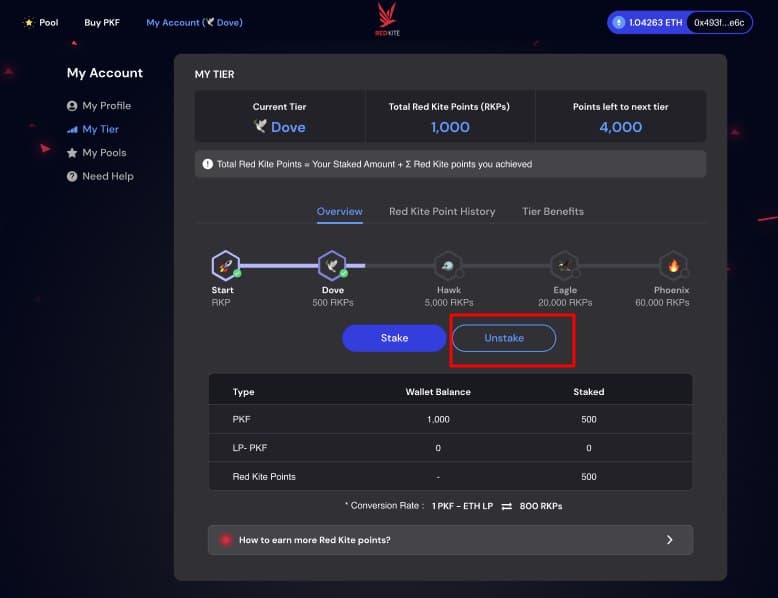 Pool
Buy PKF
My Account (🕊 Dove)
RED KITE
1.04263 ETH
0x493f...e6c
My Account
My Profile
My Tier
My Pools
Need Help
MY TIER
Current Tier
Total Red Kite Points (RKPs)
Points left to next tier
Dove
1,000
4,000
Total Red Kite Points = Your Staked Amount + Σ Red Kite points you achieved
Overview
Red Kite Point History
Tier Benefits
Start
Dove
Hawk
Eagle
Phoenix
RKP
500 RKPs
5,000 RKPs
20,000 RKPs
60,000 RKPs
Stake
Unstake
Type
Wallet Balance
Staked
PKF
1,000
500
LP- PKF
0
0
Red Kite Points
-
500
* Conversion Rate : 1 PKF - ETH LP ⇄ 800 RKPs
How to earn more Red Kite points?